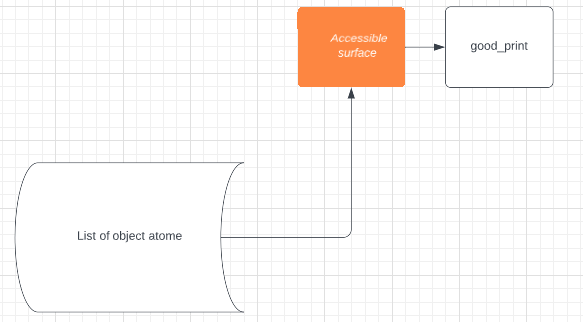 Accessible
surface
good_print
List of object atome